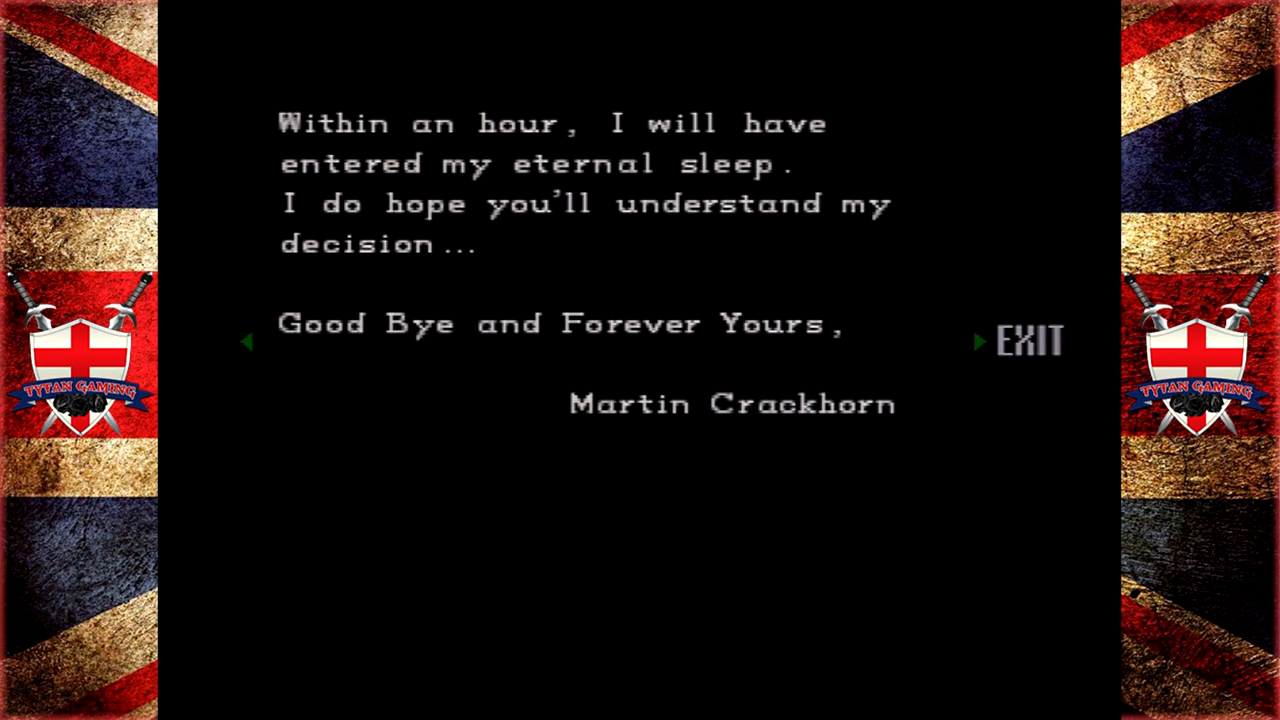 Within an hour, I will have
entered my eternal sleep.
I do hope you'll understand my
decision...
Good Bye and Forever Yours,
EXIT
Martin Crackhorn
TYTAN GAMING
TYTAN GAMING